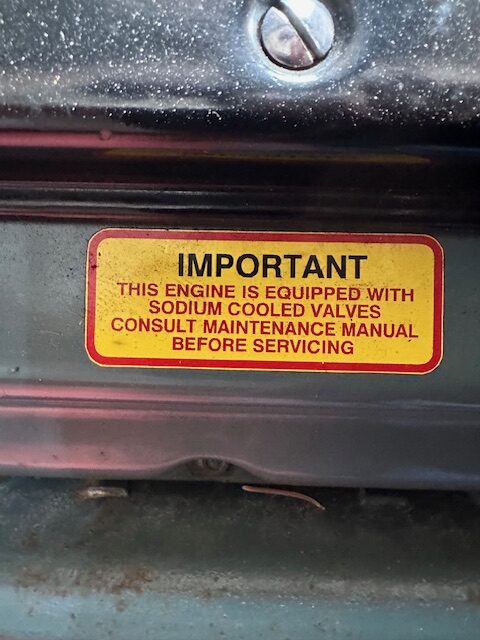 IMPORTANT
THIS ENGINE IS EQUIPPED WITH
SODIUM COOLED VALVES
CONSULT MAINTENANCE MANUAL
BEFORE SERVICING